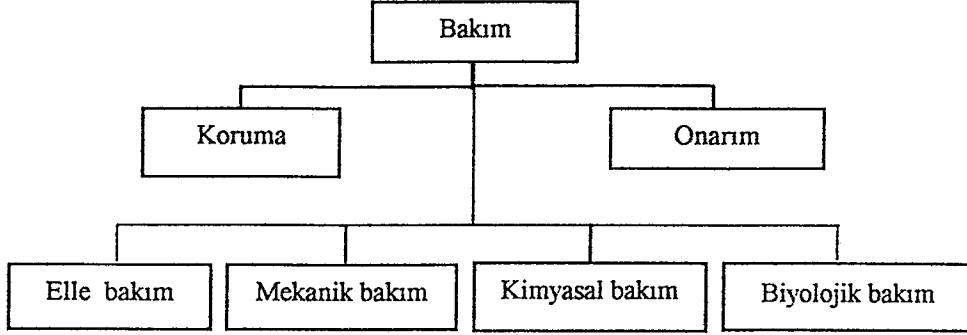 Bakım
Koruma
Onarım
Elle bakım
Mekanik bakım
Kimyasal bakım
Biyolojik bakım